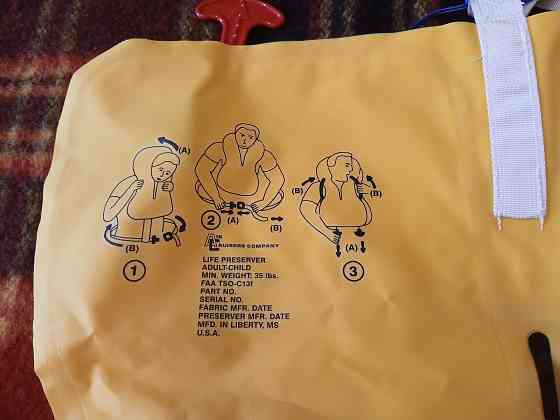 (A)
(B)
1
2
(A)
(B)
(B)
(B)
(A)
3
CRUISERS COMPANY
LIFE PRESERVER
ADULT-CHILD
MIN. WEIGHT: 35 lbs.
FAA TSO-C13f
PART NO.
SERIAL NO.
FABRIC MFR. DATE
PRESERVER MFR. DATE
MFD. IN LIBERTY, MS
U.S.A.